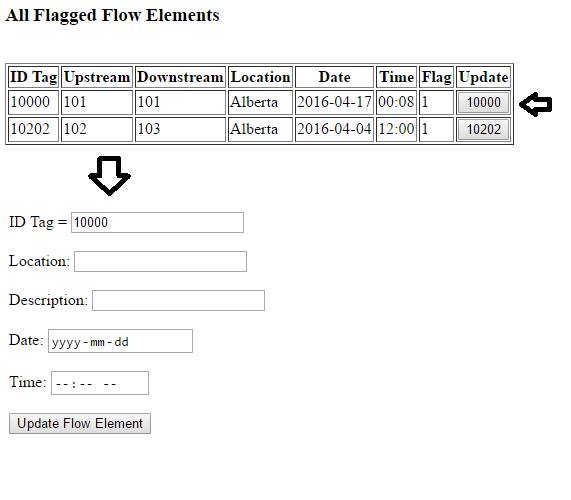 All Flagged Flow Elements
ID Tag Upstream Downstream Location Date Time Flag Update
10000 101 101 Alberta 2016-04-17 00:08 1 10000
10202 102 103 Alberta 2016-04-04 12:00 1 10202
ID Tag = 10000
Location:
Description:
Date: yyyy-mm-dd
Time: --:-- --
Update Flow Element